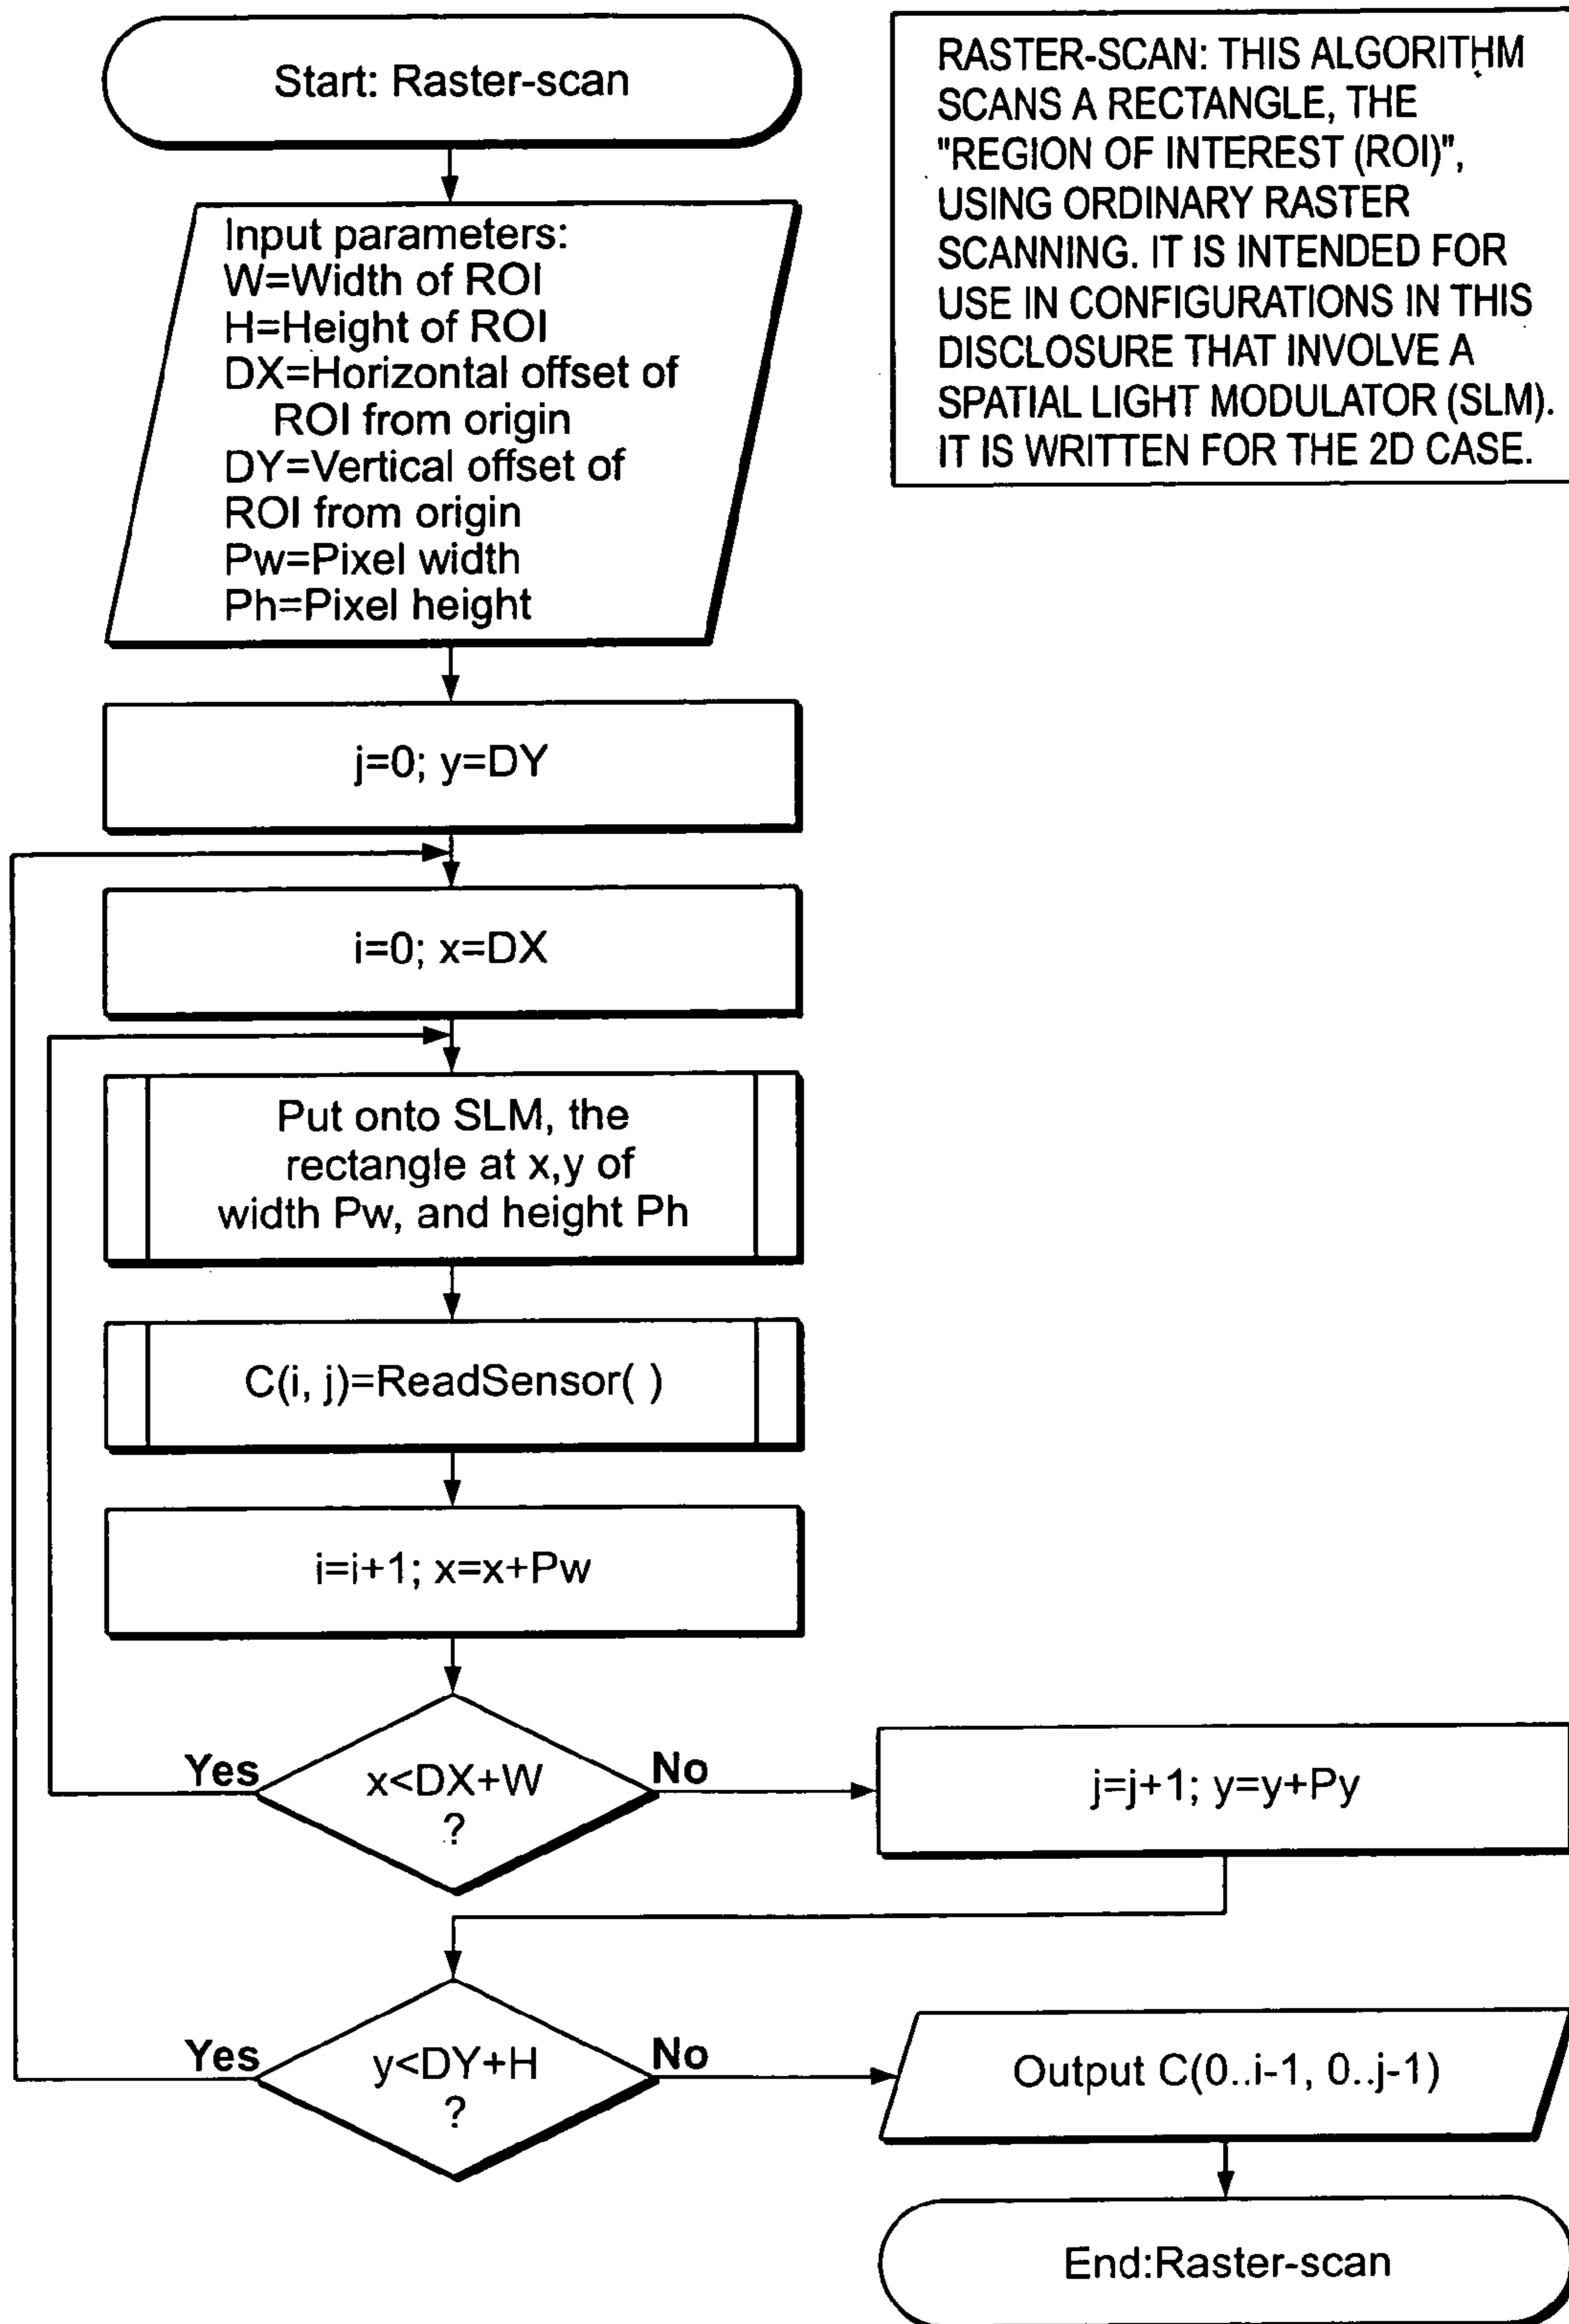 Start: Raster-scan
RASTER-SCAN: THIS ALGORITHM
SCANS A RECTANGLE, THE
"REGION OF INTEREST (ROI)",
USING ORDINARY RASTER
SCANNING. IT IS INTENDED FOR
USE IN CONFIGURATIONS IN THIS
DISCLOSURE THAT INVOLVE A
SPATIAL LIGHT MODULATOR (SLM).
IT IS WRITTEN FOR THE 2D CASE.
Input parameters:
W=Width of ROI
H=Height of ROI
DX=Horizontal offset of
ROI from origin
DY=Vertical offset of
ROI from origin
Pw=Pixel width
Ph=Pixel height
j=0; y=DY
i=0; x=DX
Put onto SLM, the
rectangle at x,y of
width Pw, and height Ph
C(i, j)=ReadSensor( )
i=i+1; x=x+Pw
Yes
x<DX+W
?
No
j=j+1; y=y+Py
Yes
y<DY+H
?
No
Output C(0..i-1, 0..j-1)
End:Raster-scan